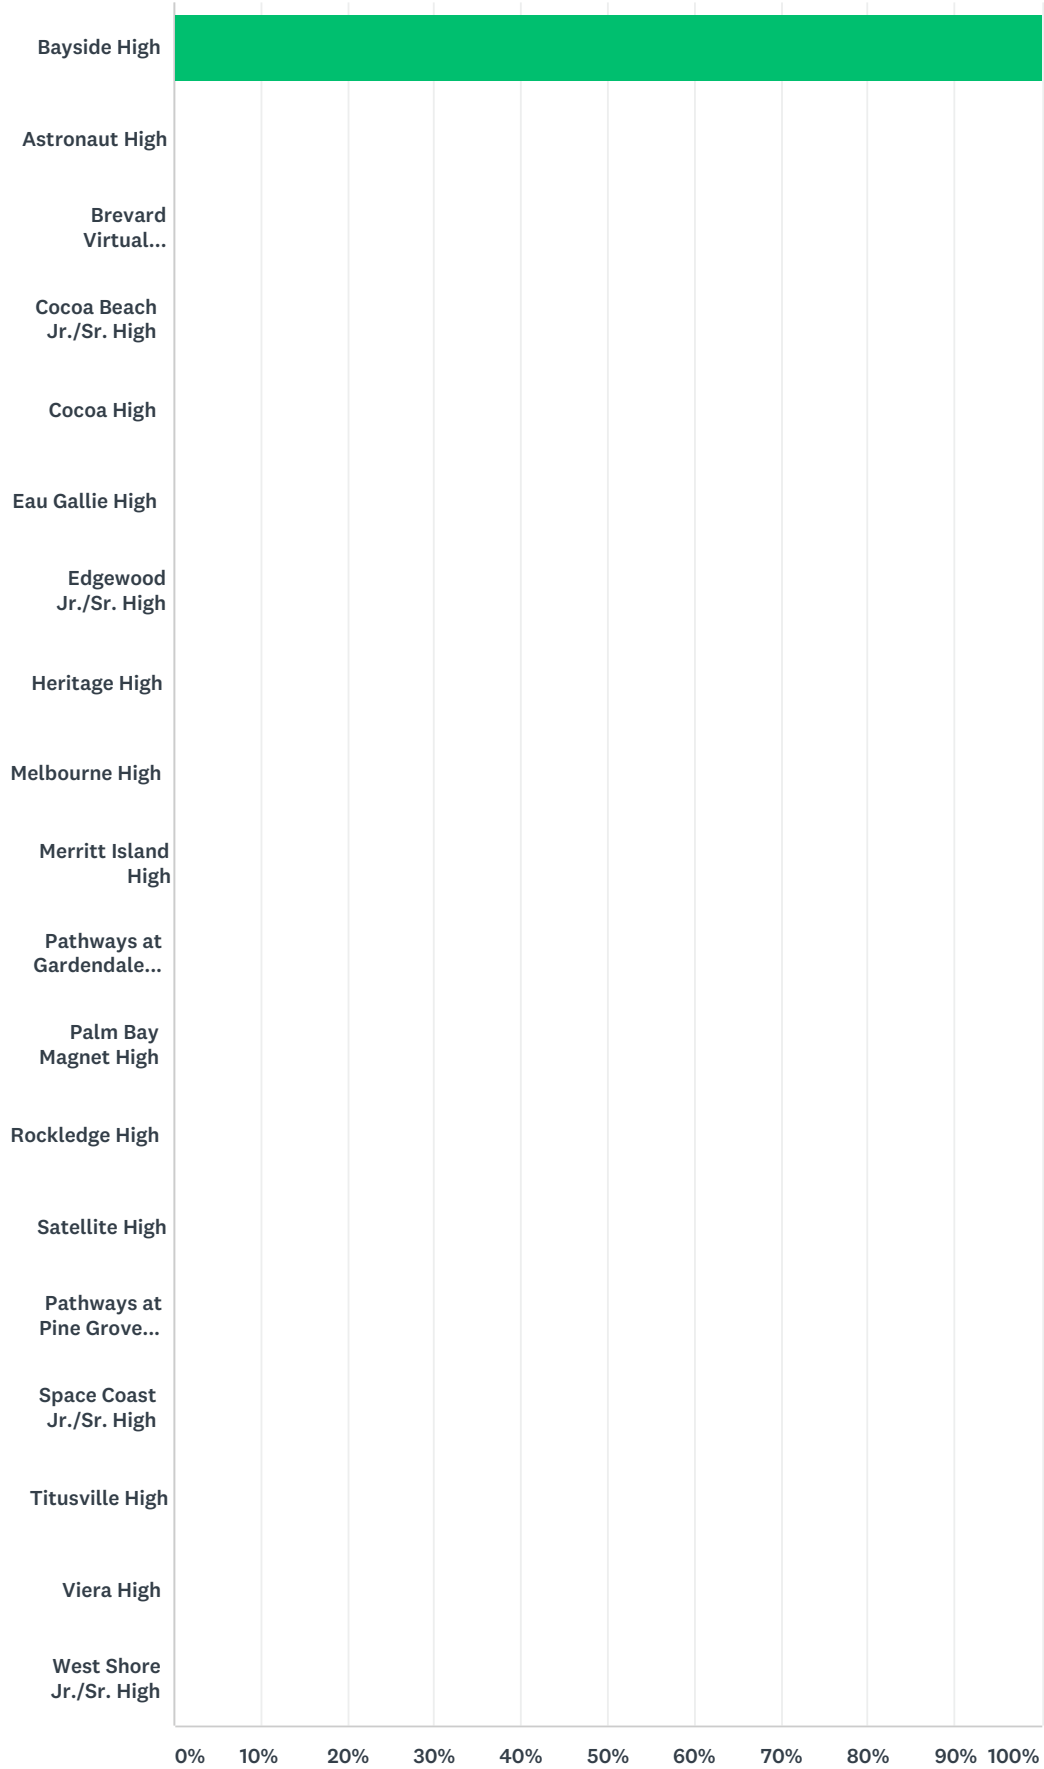 Bayside High
Astronaut High
Brevard
Virtual...
Cocoa Beach
Jr./Sr. High
Cocoa High
Eau Gallie High
Edgewood
Jr./Sr. High
Heritage High
Melbourne High
Merritt Island
High
Pathways at
Gardendale...
Palm Bay
Magnet High
Rockledge High
Satellite High
Pathways at
Pine Grove...
Space Coast
Jr./Sr. High
Titusville High
Viera High
West Shore
Jr./Sr. High
0% 10% 20% 30% 40% 50% 60% 70% 80% 90% 100%